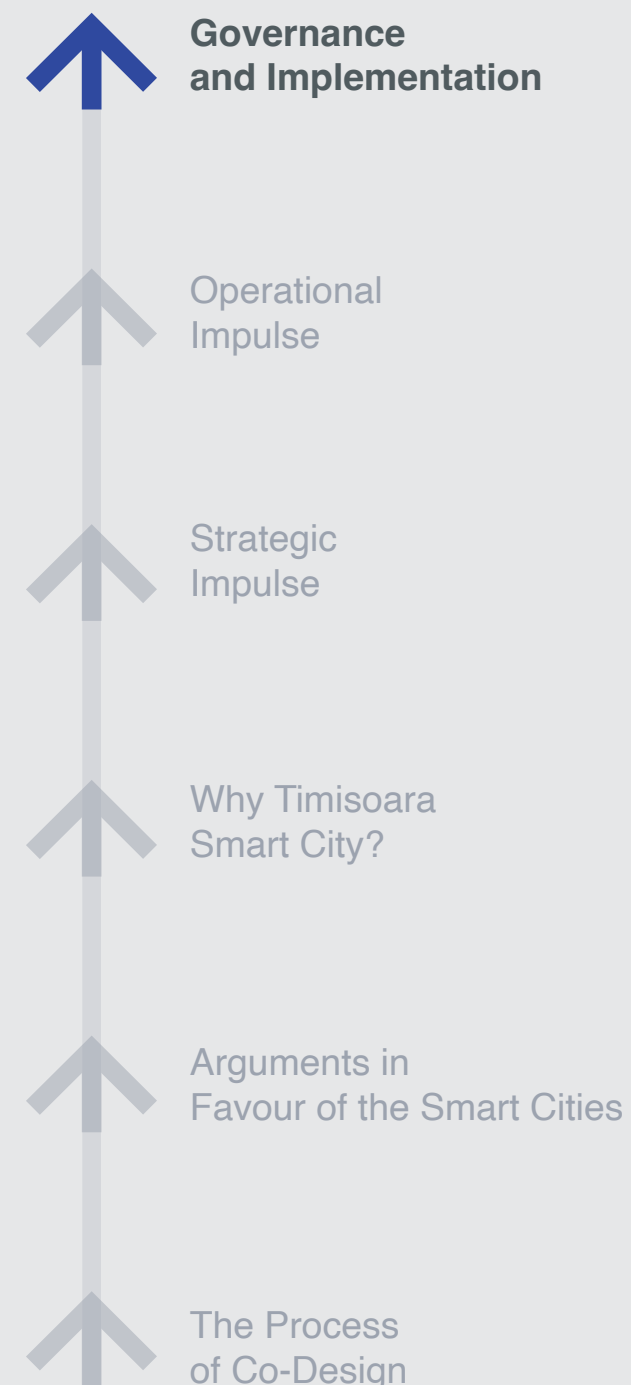 Governance
and Implementation
Operational
Impulse
Strategic
Impulse
Why Timisoara
Smart City?
Arguments in
Favour of the Smart Cities
The Process
of Co-Design